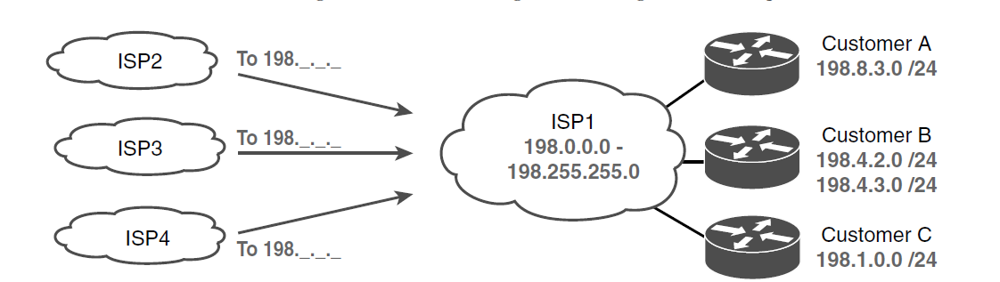 ISP2
To 198._._._
ISP3
To 198._._._
ISP4
To 198._._._
ISP1
198.0.0.0 -
198.255.255.0
Customer A
198.8.3.0 /24
Customer B
198.4.2.0 /24
198.4.3.0 /24
Customer C
198.1.0.0 /24